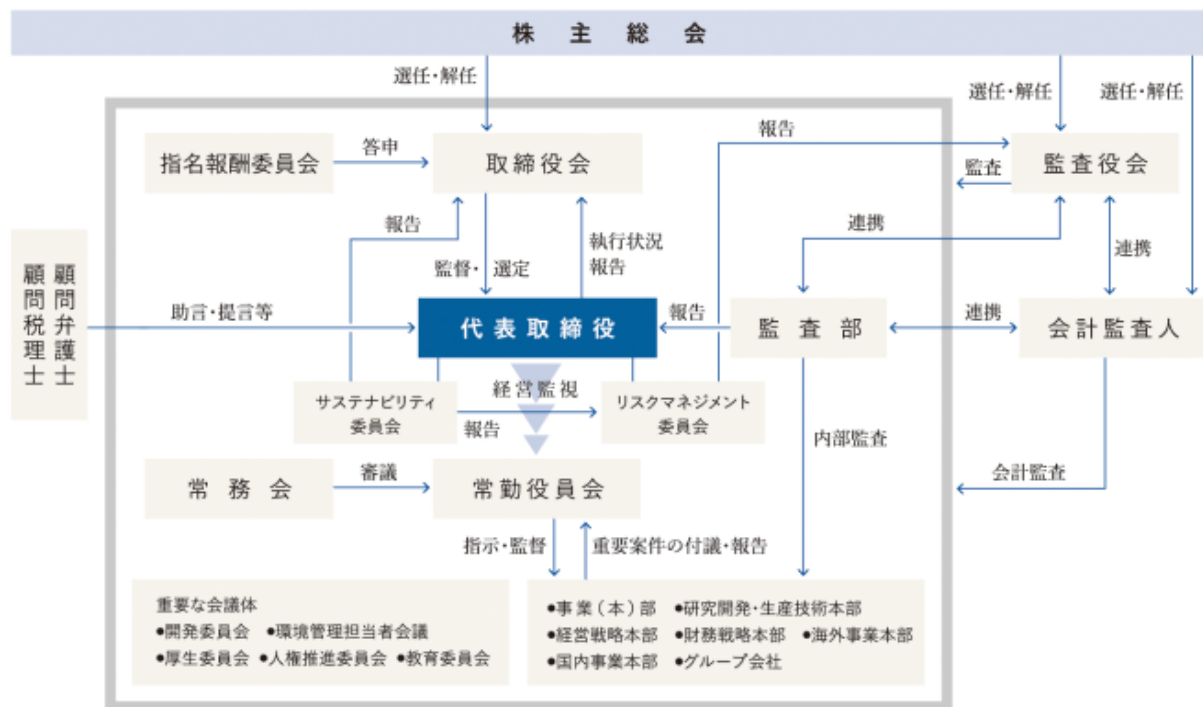 株主総会
選任・解任
選任・解任
選任・解任
報告
指名報酬委員会
答申
取締役会
監査役会
監査
報告
執行状況
報告
連携
連携
監督・選定
顧問弁護士
顧問税理士
助言・提言等
代表取締役
報告
監査部
連携
会計監査人
サステナビリティ
委員会
経営監視
報告
リスクマネジメント
委員会
内部監査
常務会
審議
常勤役員会
会計監査
指示・監督
重要案件の付議・報告
重要な会議体
●開発委員会 ●環境管理担当者会議
●厚生委員会 ●人権推進委員会 ●教育委員会
●事業(本)部 ●研究開発・生産技術本部
●経営戦略本部 ●財務戦略本部 ●海外事業本部
●国内事業本部 ●グループ会社